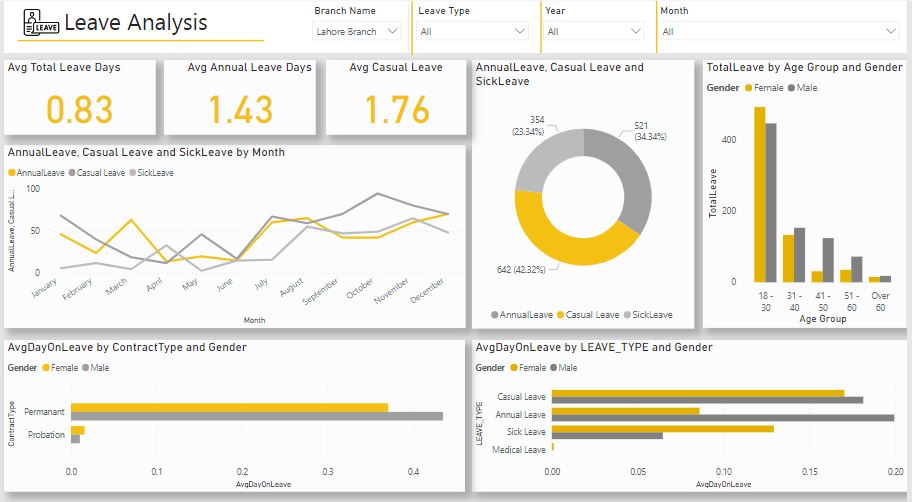 LEAVE
Leave Analysis
Branch Name
Lahore Branch
Leave Type
All
Year
All
Month
All
Avg Total Leave Days
0.83
Avg Annual Leave Days
1.43
Avg Casual Leave
1.76
AnnualLeave, Casual Leave and SickLeave by Month
AnnualLeave Casual Leave SickLeave
AnnualLeave, Casual L...
100
50
0
January
February
March
April
May
June
July
August
September
October
November
December
Month
AnnualLeave, Casual Leave and
SickLeave
354
(23.34%)
521
(34.34%)
642 (42.32%)
AnnualLeave Casual Leave SickLeave
TotalLeave by Age Group and Gender
Gender Female Male
TotalLeave
400
200
0
18 -
30
31 -
40
41 -
50
51 -
60
Over
60
Age Group
AvgDayOnLeave by ContractType and Gender
Gender Female Male
ContractType
Permanant
Probation
0.0 0.1 0.2 0.3 0.4
AvgDayOnLeave
AvgDayOnLeave by LEAVE_TYPE and Gender
Gender Female Male
LEAVE_TYPE
Casual Leave
Annual Leave
Sick Leave
Medical Leave
0.00 0.05 0.10 0.15 0.20
AvgDayOnLeave